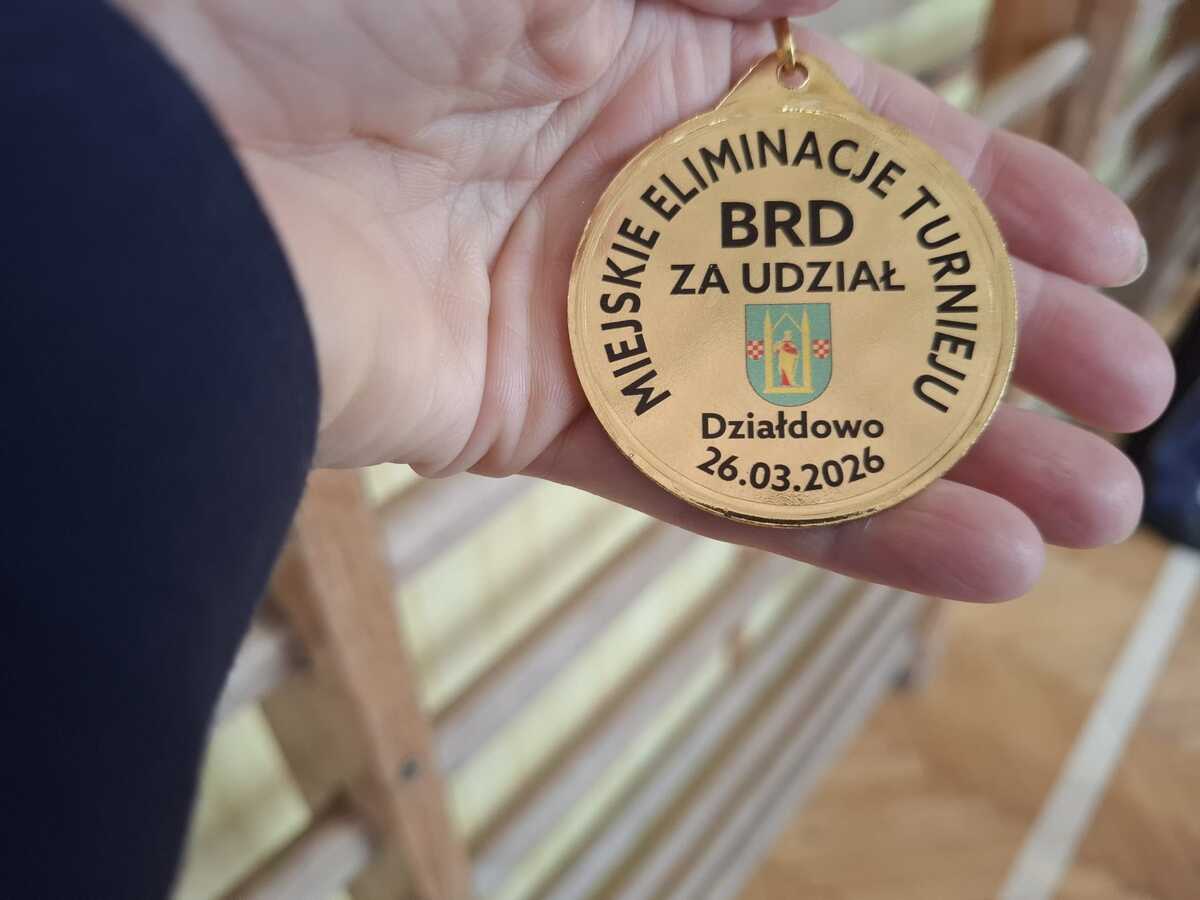 MIEJSKIE ELIMINACJE TURNIEJU
BRD
ZA UDZIAŁ
Działdowo
26.03.2026